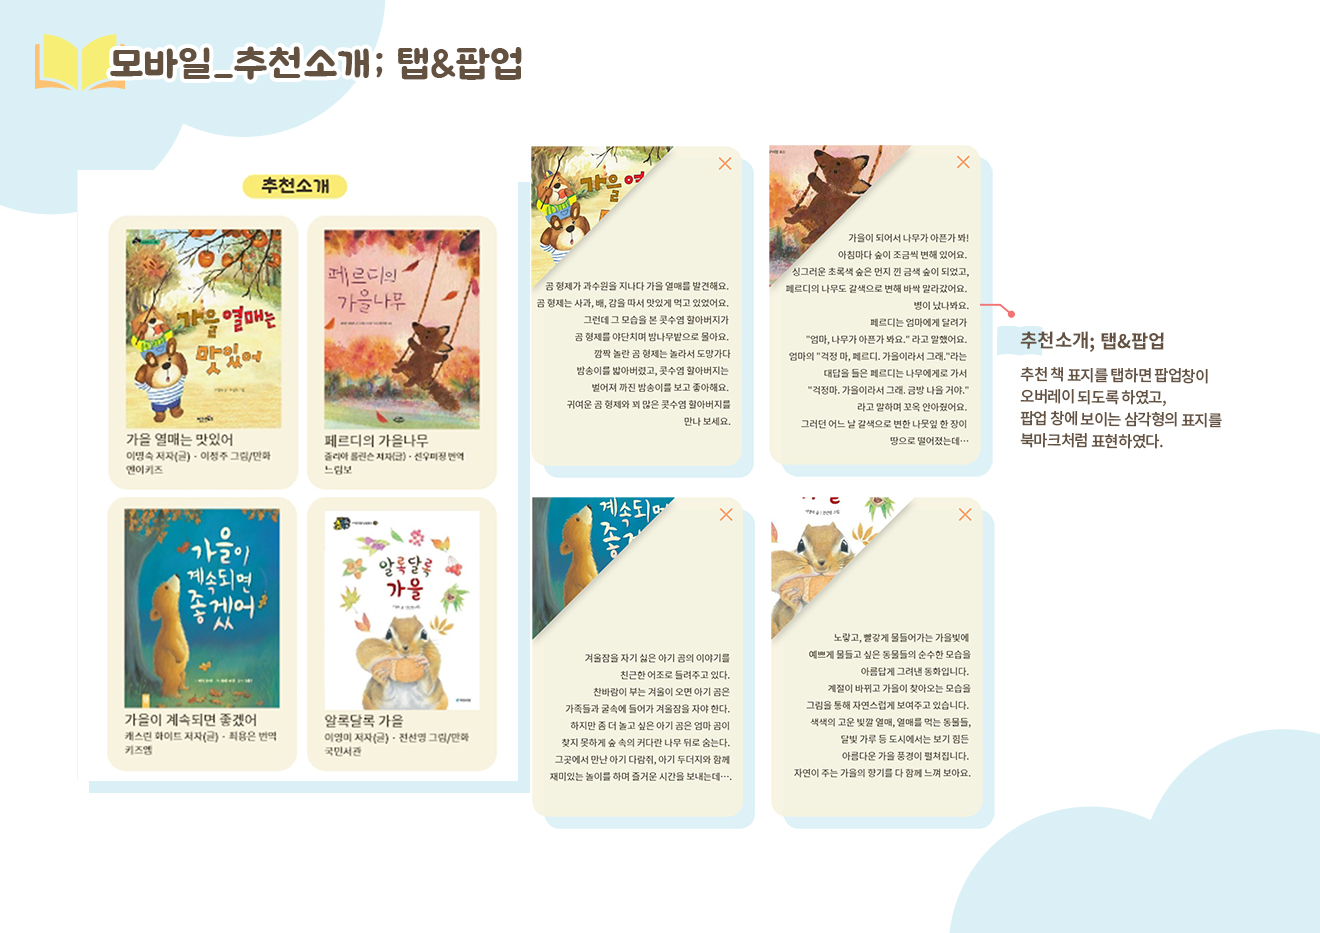 모바일_추천소개; 탭&팝업
추천소개
가을 열매는
맛있어
가을 열매는 맛있어
이명숙 저자(글) · 이정주 그림/만화
엔이키즈
페르디의
가을나무
페르디의 가을나무
줄리아 롤린슨 저자(글) · 선우미정 번역
느림보
가을이
계속되면
좋겠어
가을이 계속되면 좋겠어
캐스린 화이트 저자(글) · 최용은 번역
키즈엠
알록달록
가을
알록달록 가을
이영미 저자(글) · 전선영 그림/만화
국민서관
곰 형제가 과수원을 지나다 가을 열매를 발견해요.
곰 형제는 사과, 배, 감을 따서 맛있게 먹고 있었어요.
그런데 그 모습을 본 콧수염 할아버지가
곰 형제를 야단치며 밤나무밭으로 몰아요.
깜짝 놀란 곰 형제는 놀라서 도망가다
밤송이를 밟아버렸고, 콧수염 할아버지는
벌어져 까진 밤송이를 보고 좋아해요.
귀여운 곰 형제와 꾀 많은 콧수염 할아버지를
만나 보세요.
가을이 되어서 나무가 아픈가 봐!
아침마다 숲이 조금씩 변해 있어요.
싱그러운 초록색 숲은 먼지 낀 금색 숲이 되었고,
페르디의 나무도 갈색으로 변해 바싹 말라갔어요.
병이 났나봐요.
페르디는 엄마에게 달려가
"엄마, 나무가 아픈가 봐요." 라고 말했어요.
엄마의 "걱정 마, 페르디. 가을이라서 그래."라는
대답을 들은 페르디는 나무에게로 가서
"걱정마. 가을이라서 그래. 금방 나을 거야."
라고 말하며 꼬옥 안아줬어요.
그러던 어느 날 갈색으로 변한 나뭇잎 한 장이
땅으로 떨어졌는데…
추천소개; 탭&팝업
추천 책 표지를 탭하면 팝업창이
오버레이 되도록 하였고,
팝업 창에 보이는 삼각형의 표지를
북마크처럼 표현하였다.
겨울잠을 자기 싫은 아기 곰의 이야기를
친근한 어조로 들려주고 있다.
찬바람이 부는 겨울이 오면 아기 곰은
가족들과 굴속에 들어가 겨울잠을 자야 한다.
하지만 좀 더 놀고 싶은 아기 곰은 엄마 곰이
찾지 못하게 숲 속의 커다란 나무 뒤로 숨는다.
그곳에서 만난 아기 다람쥐, 아기 두더지와 함께
재미있는 놀이를 하며 즐거운 시간을 보내는데….
노랗고, 빨갛게 물들어가는 가을빛에
예쁘게 물들고 싶은 동물들의 순수한 모습을
아름답게 그려낸 동화입니다.
계절이 바뀌고 가을이 찾아오는 모습을
그림을 통해 자연스럽게 보여주고 있습니다.
색색의 고운 빛깔 열매, 열매를 먹는 동물들,
달빛 가루 등 도시에서는 보기 힘든
아름다운 가을 풍경이 펼쳐집니다.
자연이 주는 가을의 향기를 다 함께 느껴 보아요.